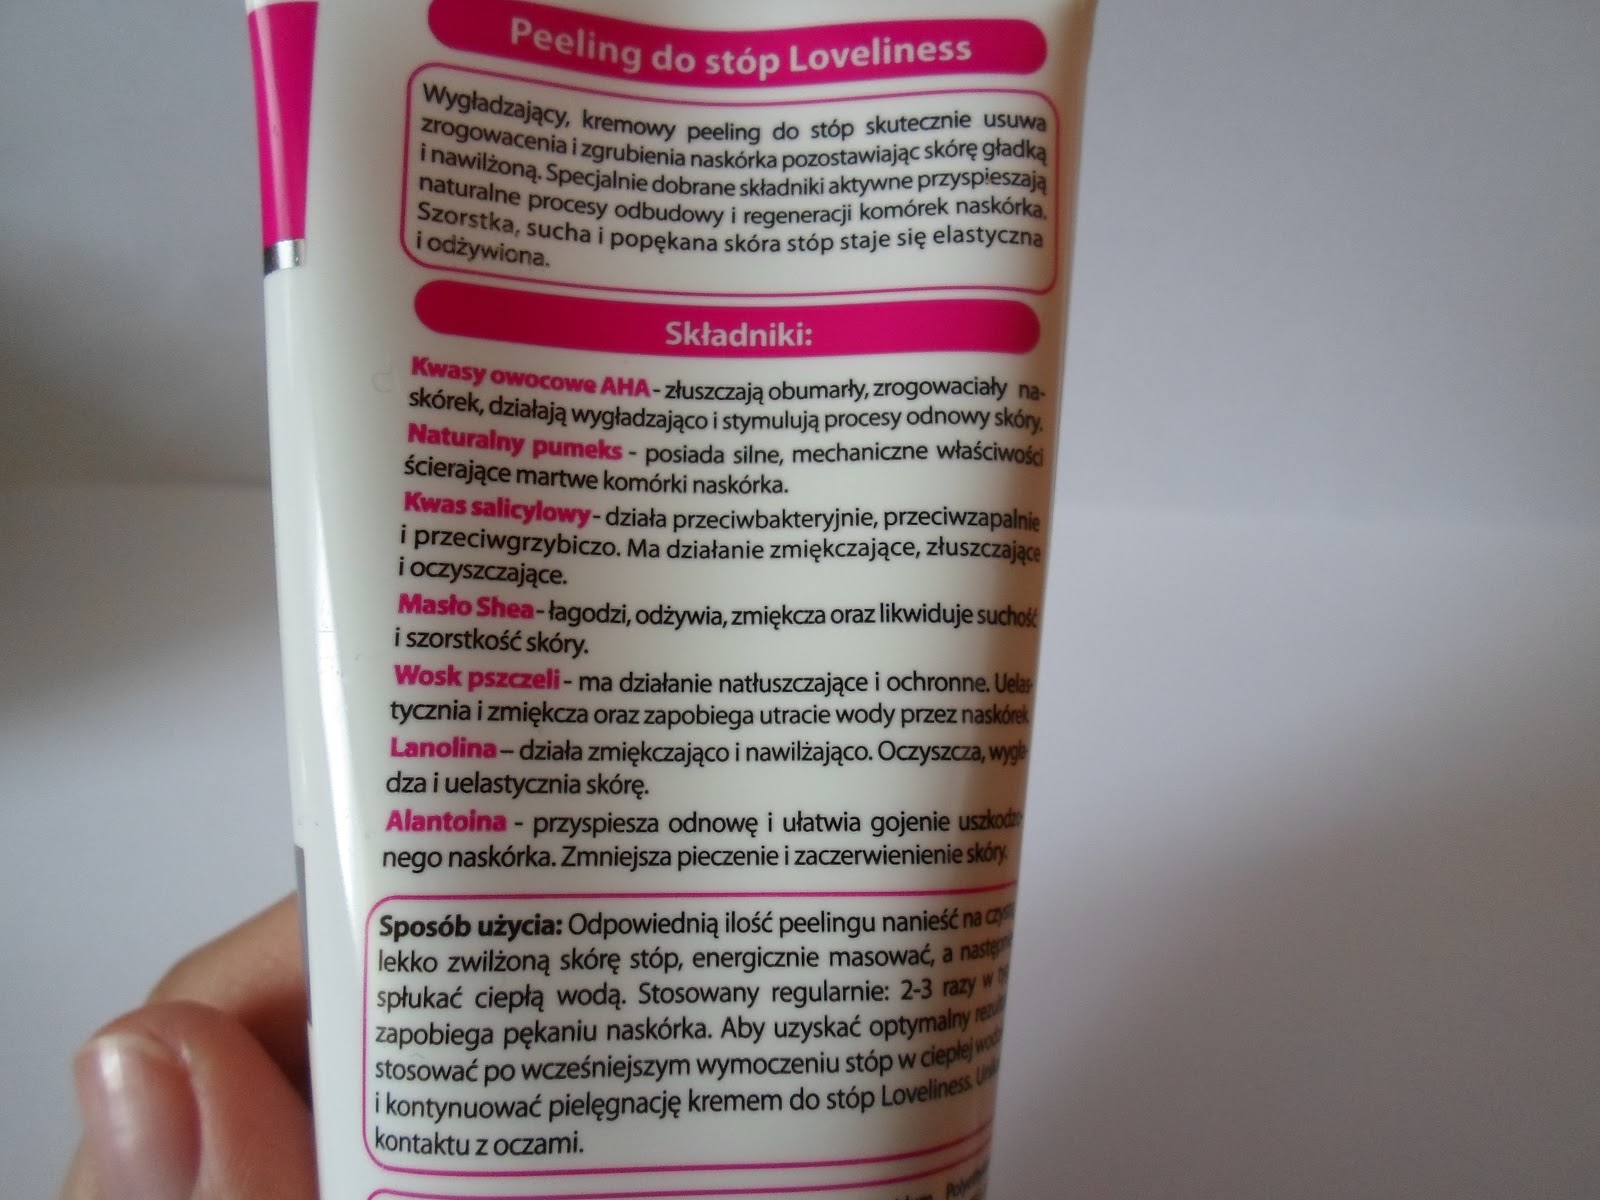 Peeling do stóp Loveliness
Wygładzający, kremowy peeling do stóp skutecznie usuwa
zrogowacenia i zgrubienia naskórka pozostawiając skórę gładką
i nawilżoną. Specjalnie dobrane składniki aktywne przyspieszają
naturalne procesy odbudowy i regeneracji komórek naskórka.
Szorstka, sucha i popękana skóra stóp staje się elastyczna
i odżywiona.
Składniki:
Kwasy owocowe AHA - złuszczają obumarły, zrogowaciały na-
skórek, działają wygładzająco i stymulują procesy odnowy skóry.
Naturalny pumeks - posiada silne, mechaniczne właściwości
ścierające martwe komórki naskórka.
Kwas salicylowy - działa przeciwbakteryjnie, przeciwzapalnie
i przeciwgrzybiczo. Ma działanie zmiękczające, złuszczające
i oczyszczające.
Masło Shea - łagodzi, odżywia, zmiękcza oraz likwiduje suchość
i szorstkość skóry.
Wosk pszczeli - ma działanie natłuszczające i ochronne. Uelas-
tycznia i zmiękcza oraz zapobiega utracie wody przez naskórek
Lanolina – działa zmiękczająco i nawilżająco. Oczyszcza, wygła-
dza i uelastycznia skórę.
Alantoina - przyspiesza odnowę i ułatwia gojenie uszkodzo-
nego naskórka. Zmniejsza pieczenie i zaczerwienienie skóry.
Sposób użycia: Odpowiednią ilość peelingu nanieść na
lekko zwilżoną skórę stóp, energicznie masować, a
spłukać ciepłą wodą. Stosowany regularnie: 2-3 razy w
zapobiega pękaniu naskórka. Aby uzyskać optymalny
stosować po wcześniejszym wymoczeniu stóp w ciepłej
i kontynuować pielęgnację kremem do stóp Loveliness.
kontaktu z oczami.